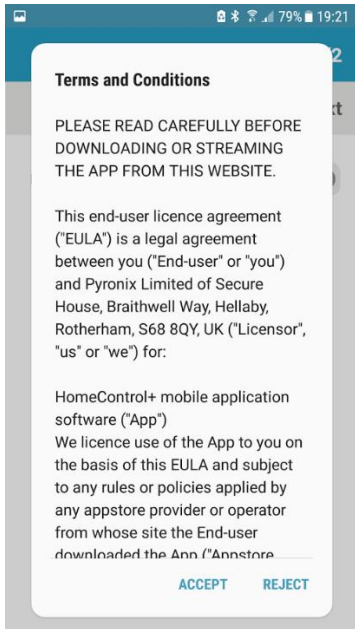 79% 19:21
Terms and Conditions
PLEASE READ CAREFULLY BEFORE
DOWNLOADING OR STREAMING
THE APP FROM THIS WEBSITE.
This end-user licence agreement
("EULA") is a legal agreement
between you ("End-user" or "you")
and Pyronix Limited of Secure
House, Braithwell Way, Hellaby,
Rotherham, S68 8QY, UK ("Licensor",
"us" or "we") for:
HomeControl+ mobile application
software ("App")
We licence use of the App to you on
the basis of this EULA and subject
to any rules or policies applied by
any appstore provider or operator
from whose site the End-user
downloaded the App ("Appstore
ACCEPT REJECT